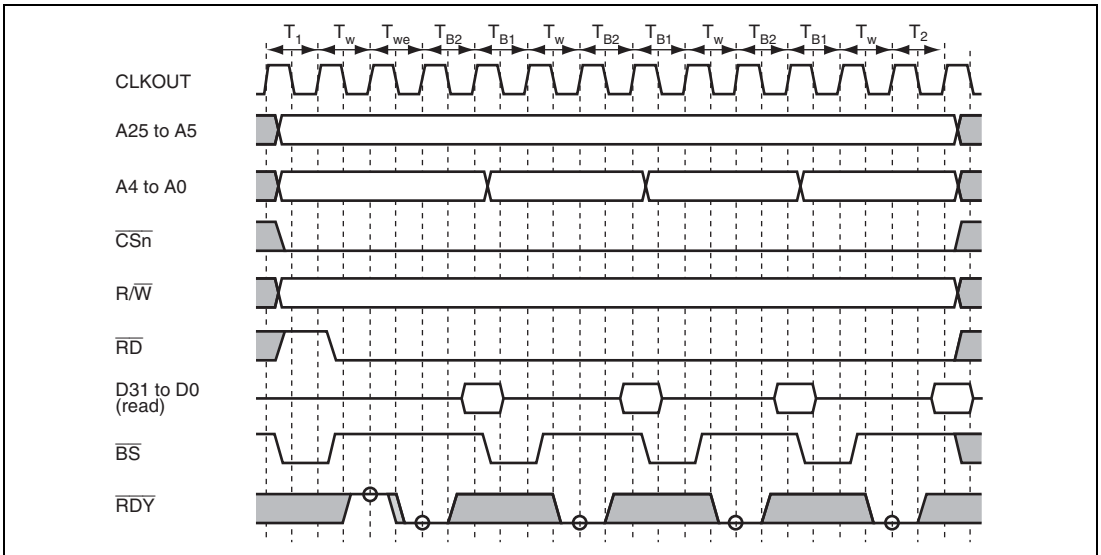 T1 Tw Twe TB2 TB1 Tw TB2 TB1 Tw TB2 TB1 Tw T2
CLKOUT
A25 to A5
A4 to A0
CSn
R/W
RD
D31 to D0
(read)
BS
RDY